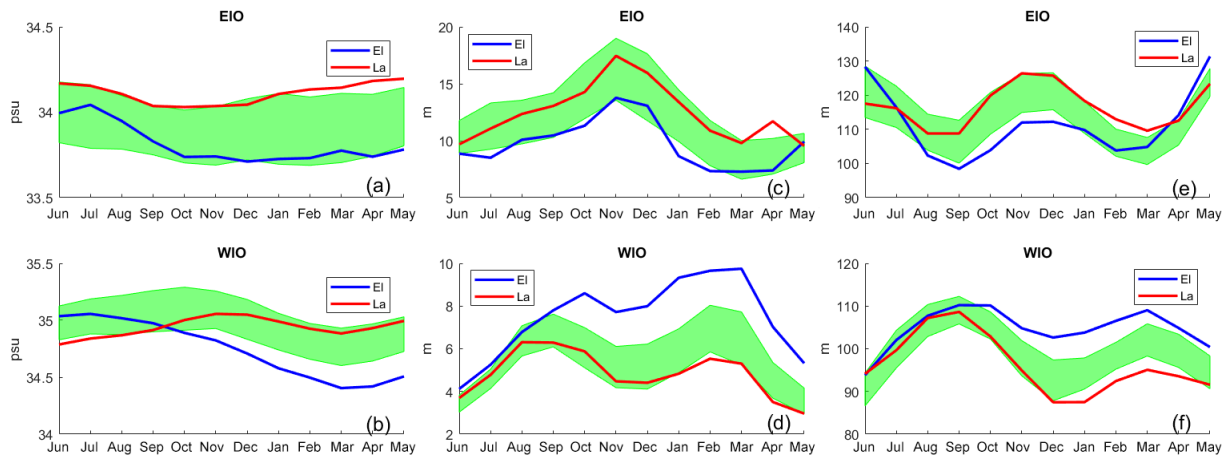 EIO
34.5
34
33.5
psu
El
La
(a)
Jun Jul Aug Sep Oct Nov Dec Jan Feb Mar Apr May
EIO
20
15
10
5
m
El
La
(c)
Jun Jul Aug Sep Oct Nov Dec Jan Feb Mar Apr May
EIO
140
130
120
110
100
90
m
El
La
(e)
Jun Jul Aug Sep Oct Nov Dec Jan Feb Mar Apr May
WIO
35.5
35
34.5
34
psu
El
La
(b)
Jun Jul Aug Sep Oct Nov Dec Jan Feb Mar Apr May
WIO
10
8
6
4
2
m
El
La
(d)
Jun Jul Aug Sep Oct Nov Dec Jan Feb Mar Apr May
WIO
120
110
100
90
80
m
El
La
(f)
Jun Jul Aug Sep Oct Nov Dec Jan Feb Mar Apr May